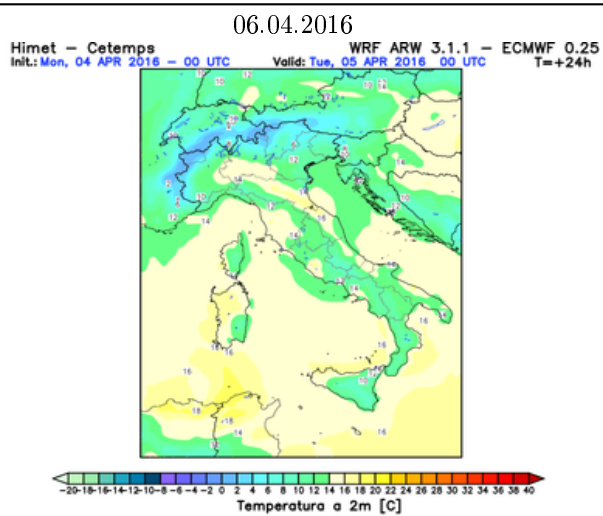 06.04.2016
Himet – Cetemps WRF ARW 3.1.1 – ECMWF 0.25
Init.: Mon, 04 APR 2016 – 00 UTC Valid: Tue, 05 APR 2016 00 UTC T=+24h
-20-18-16-14-12-10-8 -6 -4 -2 0 2 4 6 8 10 12 14 16 18 20 22 24 26 28 30 32 34 36 38 40
Temperatura a 2m [C]